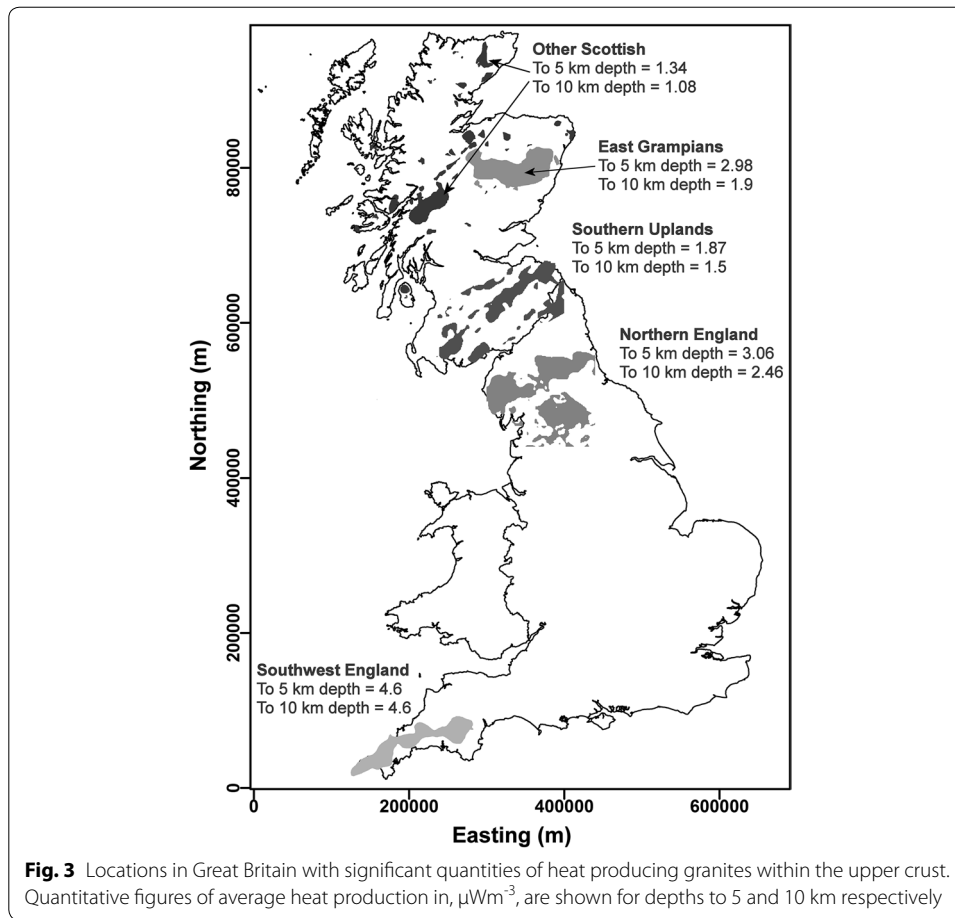 Other Scottish
To 5 km depth = 1.34
To 10 km depth = 1.08
East Grampians
To 5 km depth = 2.98
To 10 km depth = 1.9
Southern Uplands
To 5 km depth = 1.87
To 10 km depth = 1.5
Northern England
To 5 km depth = 3.06
To 10 km depth = 2.46
Southwest England
To 5 km depth = 4.6
To 10 km depth = 4.6
Northing (m)
800000
600000
400000
200000
0
0 200000 400000 600000
Easting (m)
Fig. 3 Locations in Great Britain with significant quantities of heat producing granites within the upper crust.
Quantitative figures of average heat production in, μWm⁻³, are shown for depths to 5 and 10 km respectively